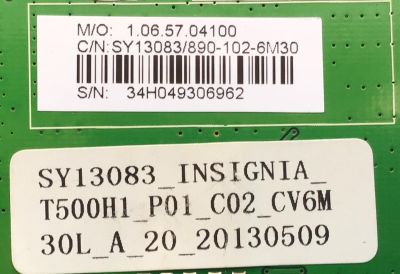 M/O: 1.06.57.04100
C/N:SY13083/890-102-6M30
S/N: 34H049306962
SY13083_INSIGNIA_
T500H1_P01_C02_CV6M
30L_A_20_20130509